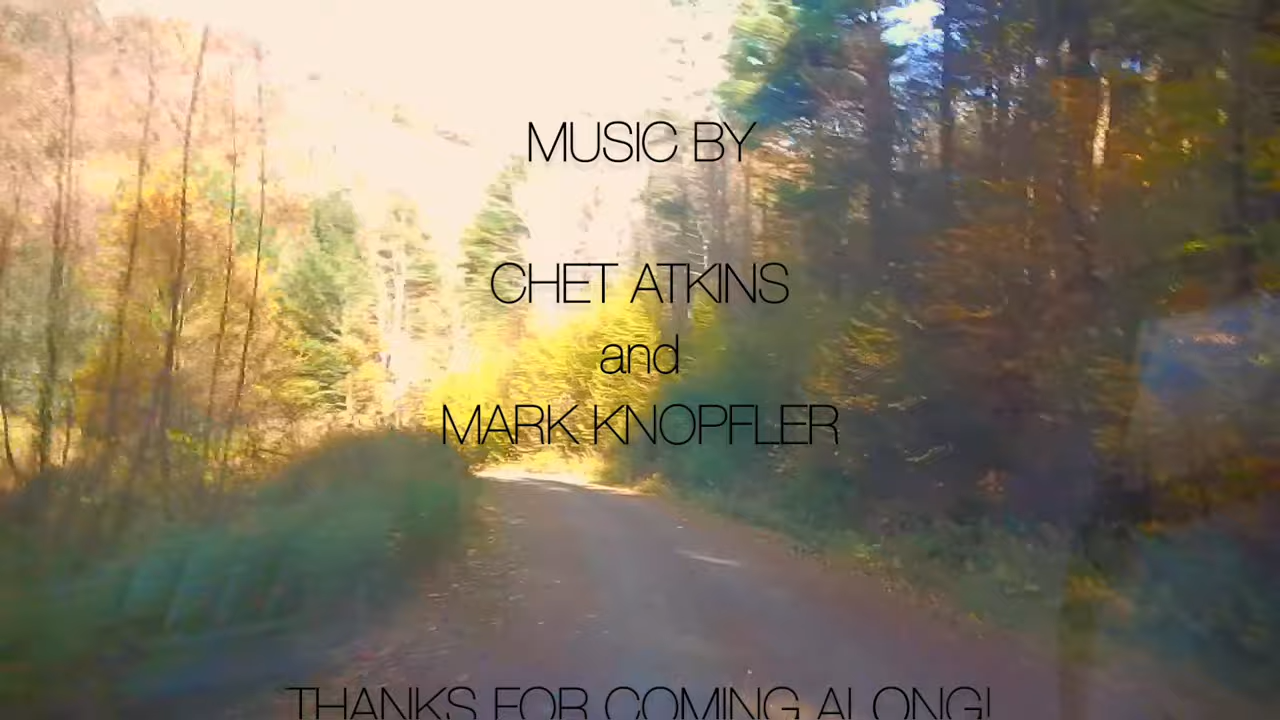 MUSIC BY
CHET ATKINS
and
MARK KNOPFLER
THANKS FOR COMING ALONG!